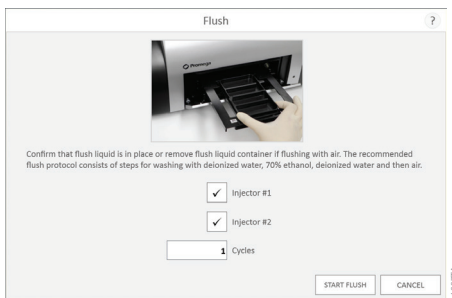 Flush
?
Promega
Confirm that flush liquid is in place or remove flush liquid container if flushing with air. The recommended
flush protocol consists of steps for washing with deionized water, 70% ethanol, deionized water and then air.
Injector #1
Injector #2
1 Cycles
START FLUSH CANCEL